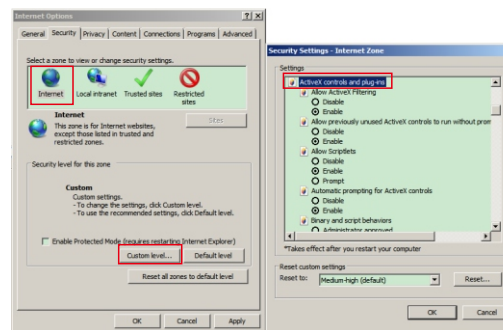 Internet Options
General Security Privacy Content Connections Programs Advanced
Select a zone to view or change security settings.
Internet Local intranet Trusted sites Restricted sites
Internet
This zone is for Internet websites,
except those listed in trusted and
restricted zones.
Sites
Security level for this zone
Custom
Custom settings.
- To change the settings, click Custom level.
- To use the recommended settings, click Default level.
Enable Protected Mode (requires restarting Internet Explorer)
Custom level... Default level
Reset all zones to default level
OK Cancel Apply
Security Settings - Internet Zone
Settings
ActiveX controls and plug-ins
Allow ActiveX Filtering
Disable
Enable
Allow previously unused ActiveX controls to run without prom
Disable
Enable
Allow Scriptlets
Disable
Enable
Prompt
Automatic prompting for ActiveX controls
Disable
Enable
Binary and script behaviors
Administrator approved
*Takes effect after you restart your computer
Reset custom settings
Reset to: Medium-high (default) Reset...
OK Cancel